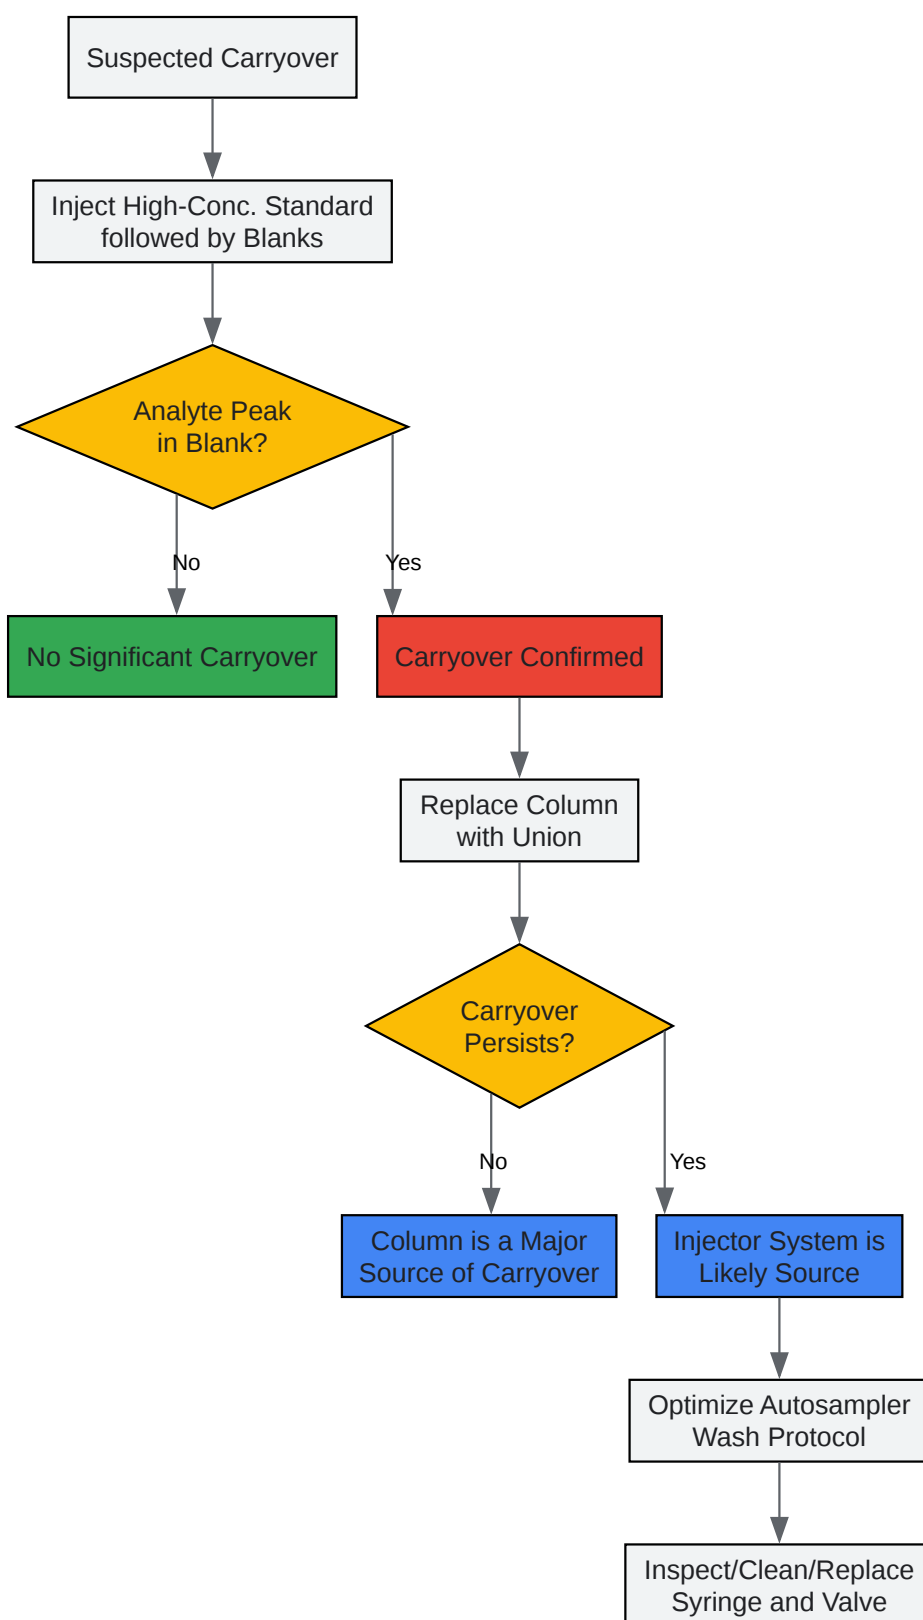 Suspected Carryover
Inject High-Conc. Standard
followed by Blanks
Analyte Peak
in Blank?
No
Yes
No Significant Carryover
Carryover Confirmed
Replace Column
with Union
Carryover
Persists?
No
Yes
Column is a Major
Source of Carryover
Injector System is
Likely Source
Optimize Autosampler
Wash Protocol
Inspect/Clean/Replace
Syringe and Valve